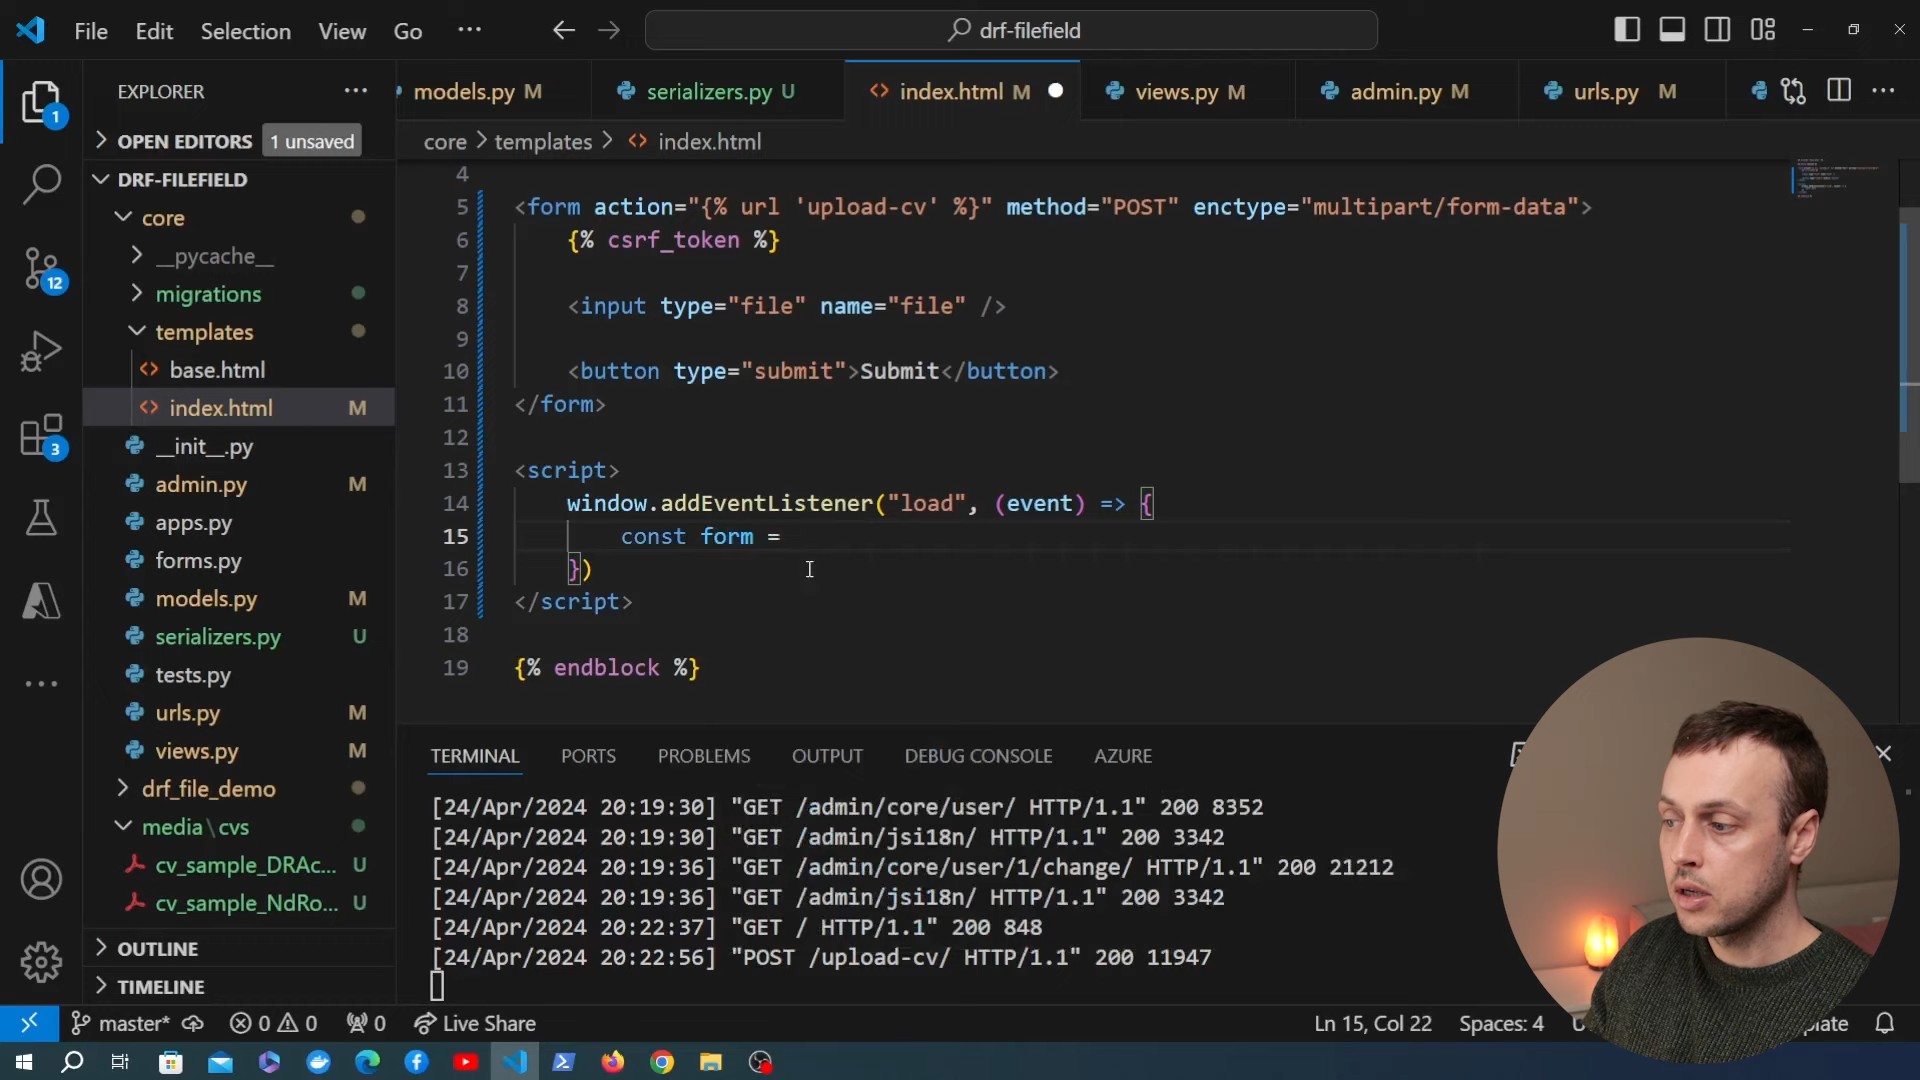 File Edit Selection View Go ··· drf-filefield
EXPLORER ···
models.py M serializers.py U index.html M views.py M admin.py M urls.py M ···
OPEN EDITORS 1 unsaved
core > templates > index.html
DRF-FILEFIELD
core
__pycache__
migrations
templates
base.html
index.html M
__init__.py
admin.py M
apps.py
forms.py
models.py M
serializers.py U
tests.py
urls.py M
views.py M
drf_file_demo
media\cvs
cv_sample_DRAc... U
cv_sample_NdRo... U
OUTLINE
TIMELINE
1
12
3
4
5 <form action="{% url 'upload-cv' %}" method="POST" enctype="multipart/form-data">
6 {% csrf_token %}
7
8 <input type="file" name="file" />
9
10 <button type="submit">Submit</button>
11 </form>
12
13 <script>
14 window.addEventListener("load", (event) => {
15 const form =
16 })
17 </script>
18
19 {% endblock %}
TERMINAL PORTS PROBLEMS OUTPUT DEBUG CONSOLE AZURE
[24/Apr/2024 20:19:30] "GET /admin/core/user/ HTTP/1.1" 200 8352
[24/Apr/2024 20:19:30] "GET /admin/jsi18n/ HTTP/1.1" 200 3342
[24/Apr/2024 20:19:36] "GET /admin/core/user/1/change/ HTTP/1.1" 200 21212
[24/Apr/2024 20:19:36] "GET /admin/jsi18n/ HTTP/1.1" 200 3342
[24/Apr/2024 20:22:37] "GET / HTTP/1.1" 200 848
[24/Apr/2024 20:22:56] "POST /upload-cv/ HTTP/1.1" 200 11947
master* 0 0 0 Live Share Ln 15, Col 22 Spaces: 4